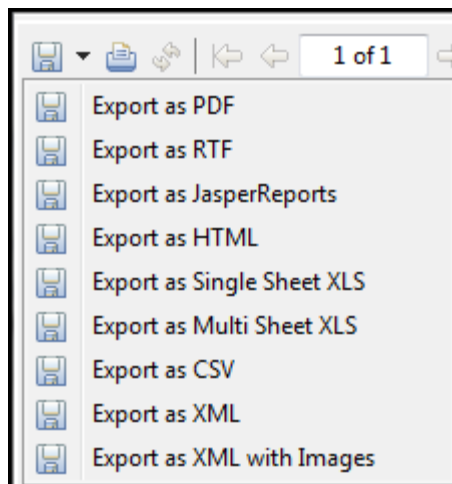 1 of 1
Export as PDF
Export as RTF
Export as JasperReports
Export as HTML
Export as Single Sheet XLS
Export as Multi Sheet XLS
Export as CSV
Export as XML
Export as XML with Images